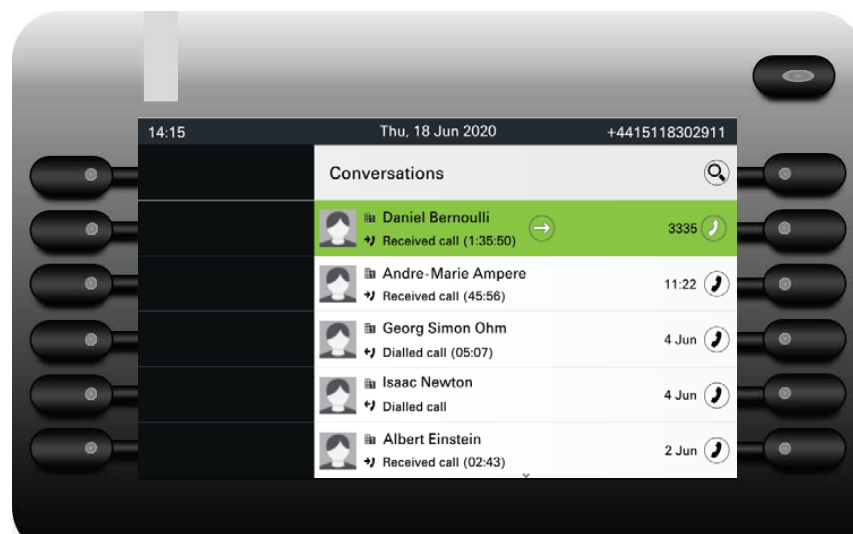 14:15 Thu, 18 Jun 2020 +4415118302911
Conversations
Daniel Bernoulli
Received call (1:35:50) 3335
Andre-Marie Ampere
Received call (45:56) 11:22
Georg Simon Ohm
Dialled call (05:07) 4 Jun
Isaac Newton
Dialled call 4 Jun
Albert Einstein
Received call (02:43) 2 Jun